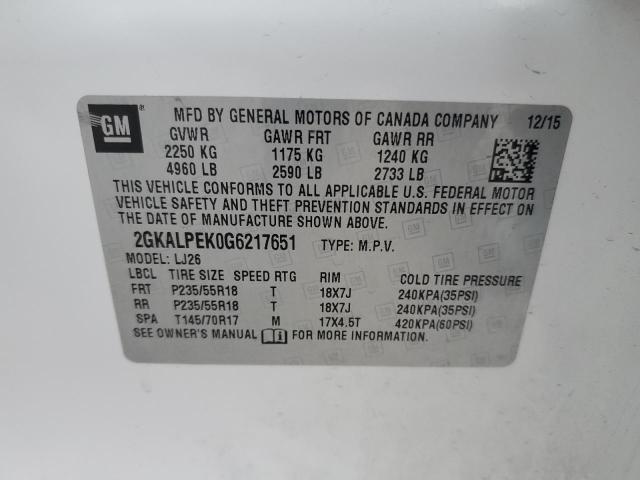 GM ® MFD BY GENERAL MOTORS OF CANADA COMPANY 12/15
GVWR GAWR FRT GAWR RR
2250 KG 1175 KG 1240 KG
4960 LB 2590 LB 2733 LB
THIS VEHICLE CONFORMS TO ALL APPLICABLE U.S. FEDERAL MOTOR
VEHICLE SAFETY AND THEFT PREVENTION STANDARDS IN EFFECT ON
THE DATE OF MANUFACTURE SHOWN ABOVE.
2GKALPEK0G6217651 TYPE: M.P.V.
MODEL: LJ26
LBCL TIRE SIZE SPEED RTG RIM COLD TIRE PRESSURE
FRT P235/55R18 T 18X7J 240KPA(35PSI)
RR P235/55R18 T 18X7J 240KPA(35PSI)
SPA T145/70R17 M 17X4.5T 420KPA(60PSI)
SEE OWNER'S MANUAL FOR MORE INFORMATION.